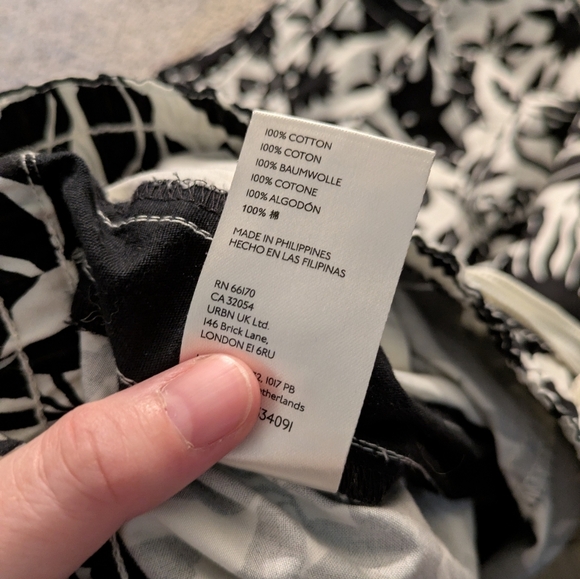 100% COTTON
100% COTON
100% BAUMWOLLE
100% COTONE
100% ALGODÓN
100% 棉
MADE IN PHILIPPINES
HECHO EN LAS FILIPINAS
RN 66170
CA 32054
URBN UK Ltd.
146 Brick Lane,
LONDON E1 6RU
1017 PB